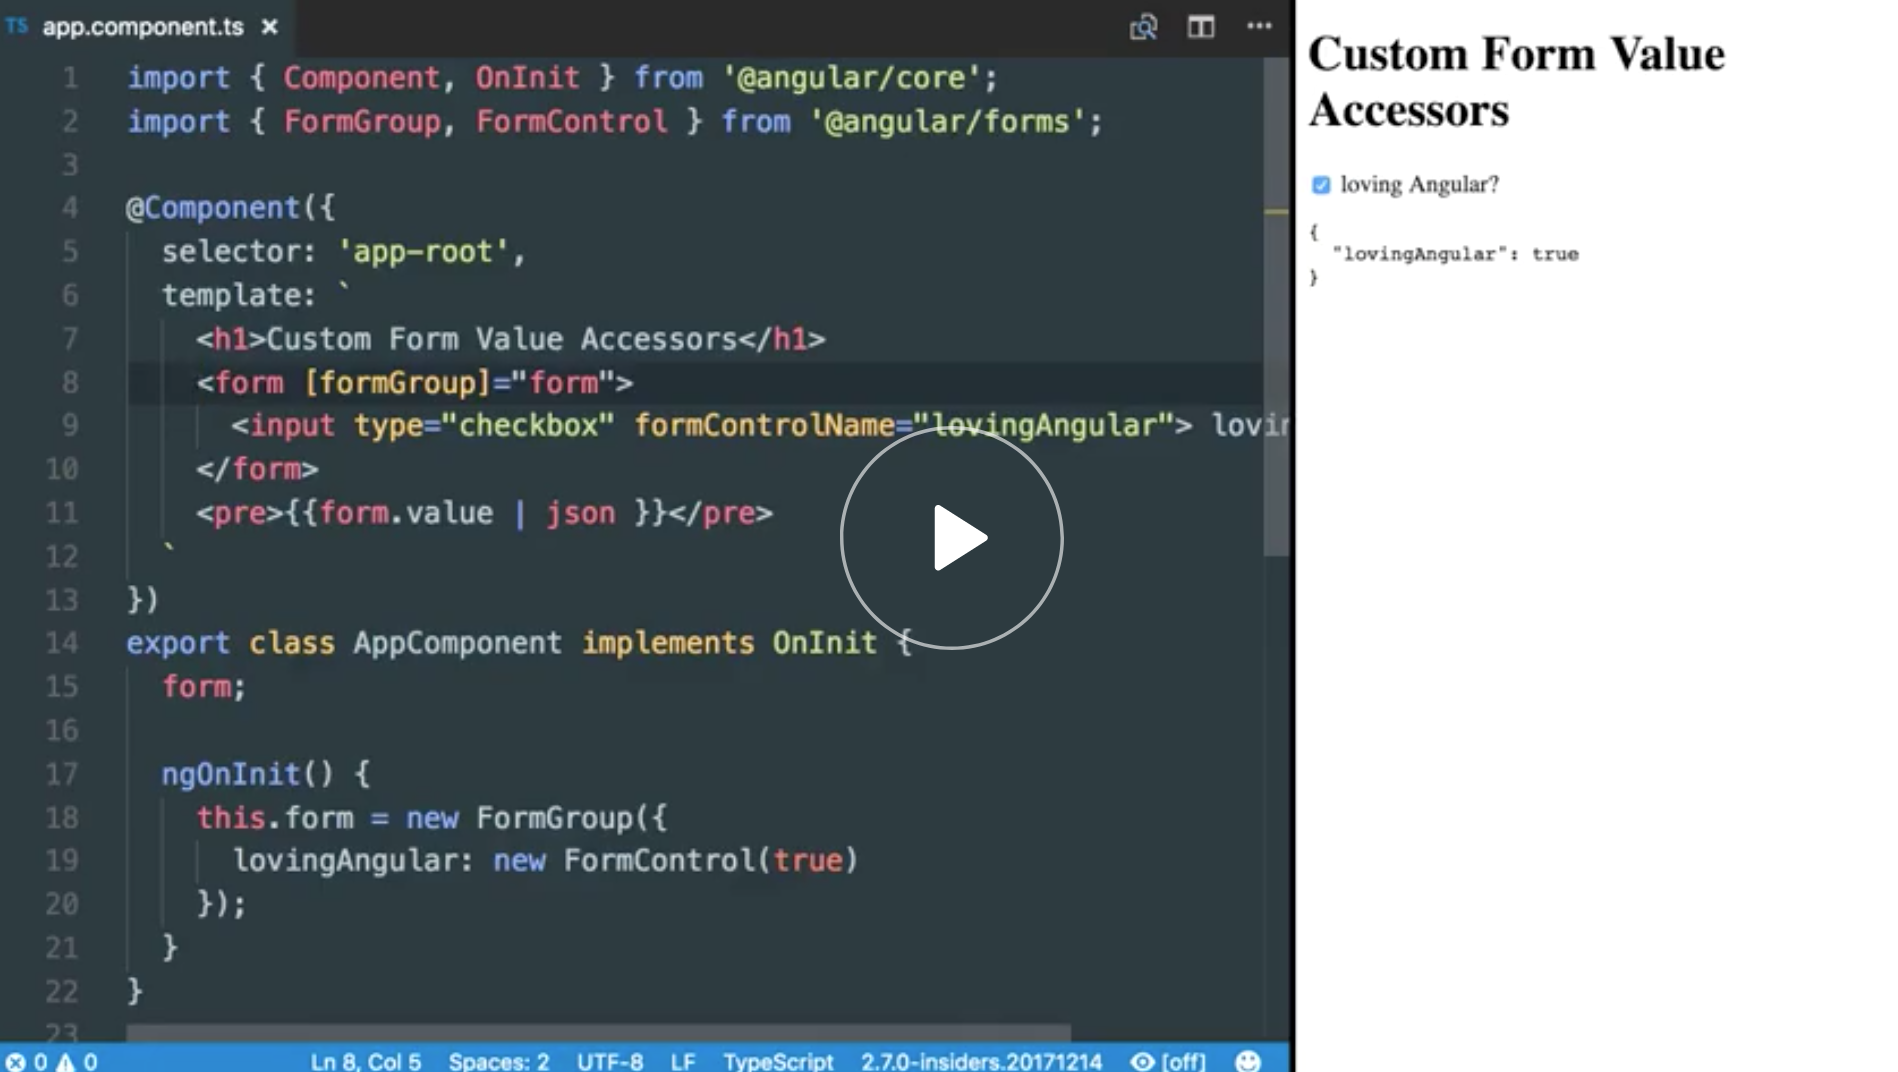 TS app.component.ts ×
1 import { Component, OnInit } from '@angular/core';
2 import { FormGroup, FormControl } from '@angular/forms';
3
4 @Component({
5 selector: 'app-root',
6 template: `
7 <h1>Custom Form Value Accessors</h1>
8 <form [formGroup]="form">
9 <input type="checkbox" formControlName="lovingAngular"> lovin
10 </form>
11 <pre>{{form.value | json }}</pre>
12 `
13 })
14 export class AppComponent implements OnInit {
15 form;
16
17 ngOnInit() {
18 this.form = new FormGroup({
19 lovingAngular: new FormControl(true)
20 });
21 }
22 }
23
0 0 Ln 8, Col 5 Spaces: 2 UTF-8 LF TypeScript 2.7.0-insiders.20171214 [off]
Custom Form Value
Accessors
loving Angular?
{
"lovingAngular": true
}